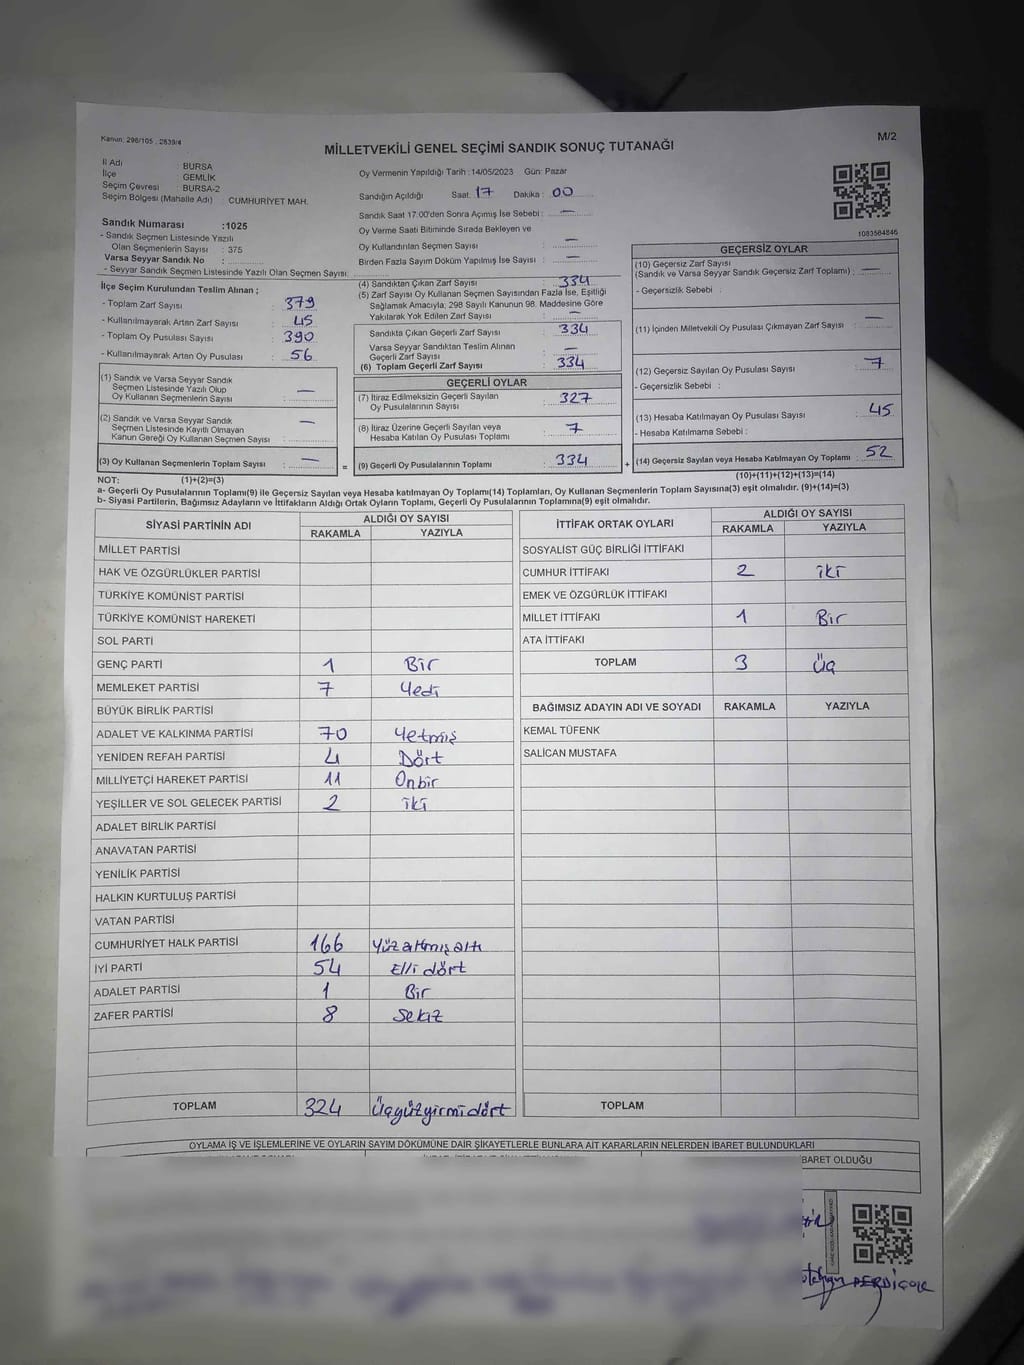 Kanun: 298/105 , 2839/4
M/2
MİLLETVEKİLİ GENEL SEÇİMİ SANDIK SONUÇ TUTANAĞI
İl Adı : BURSA
İlçe : GEMLİK
Seçim Çevresi : BURSA-2
Seçim Bölgesi (Mahalle Adı) : CUMHURİYET MAH.
Oy Vermenin Yapıldığı Tarih : 14/05/2023 Gün: Pazar
Sandığın Açıldığı Saat: 17 Dakika : 00
Sandık Saat 17:00'den Sonra Açımış İse Sebebi : —
Oy Verme Saati Bitiminde Sırada Bekleyen ve
Oy Kullandırılan Seçmen Sayısı : —
Birden Fazla Sayım Döküm Yapılmış İse Sayısı : —
1083584846
Sandık Numarası :1025
- Sandık Seçmen Listesinde Yazılı
Olan Seçmenlerin Sayısı : 375
Varsa Seyyar Sandık No :
- Seyyar Sandık Seçmen Listesinde Yazılı Olan Seçmen Sayısı:
İlçe Seçim Kurulundan Teslim Alınan ;
- Toplam Zarf Sayısı : 379
- Kullanılmayarak Artan Zarf Sayısı : 45
- Toplam Oy Pusulası Sayısı : 390
- Kullanılmayarak Artan Oy Pusulası : 56
(1) Sandık ve Varsa Seyyar Sandık
Seçmen Listesinde Yazılı Olup
Oy Kullanan Seçmenlerin Sayısı : —
(2) Sandık ve Varsa Seyyar Sandık
Seçmen Listesinde Kayıtlı Olmayan
Kanun Gereği Oy Kullanan Seçmen Sayısı : —
(3) Oy Kullanan Seçmenlerin Toplam Sayısı : —
(4) Sandıktan Çıkan Zarf Sayısı : 334
(5) Zarf Sayısı Oy Kullanan Seçmen Sayısından Fazla İse, Eşitliği
Sağlamak Amacıyla; 298 Sayılı Kanunun 98. Maddesine Göre
Yakılarak Yok Edilen Zarf Sayısı : —
Sandıkta Çıkan Geçerli Zarf Sayısı : 334
Varsa Seyyar Sandıktan Teslim Alınan
Geçerli Zarf Sayısı : —
(6) Toplam Geçerli Zarf Sayısı : 334
GEÇERLİ OYLAR
(7) İtiraz Edilmeksizin Geçerli Sayılan
Oy Pusulalarının Sayısı : 327
(8) İtiraz Üzerine Geçerli Sayılan veya
Hesaba Katılan Oy Pusulası Toplamı : 7
= (9) Geçerli Oy Pusulalarının Toplamı : 334
GEÇERSİZ OYLAR
(10) Geçersiz Zarf Sayısı
(Sandık ve Varsa Seyyar Sandık Geçersiz Zarf Toplamı) : —
- Geçersizlik Sebebi :
(11) İçinden Milletvekil Oy Pusulası Çıkmayan Zarf Sayısı : —
(12) Geçersiz Sayılan Oy Pusulası Sayısı : 7
- Geçersizlik Sebebi :
(13) Hesaba Katılmayan Oy Pusulası Sayısı : 45
- Hesaba Katılmama Sebebi :
+ (14) Geçersiz Sayılan veya Hesaba Katılmayan Oy Toplamı : 52
NOT: (1)+(2)=(3)
(10)+(11)+(12)+(13)=(14)
a- Geçerli Oy Pusulalarının Toplamı(9) ile Geçersiz Sayılan veya Hesaba katılmayan Oy Toplamı(14) Toplamları, Oy Kullanan Seçmenlerin Toplam Sayısına(3) eşit olmalıdır. (9)+(14)=(3)
b- Siyasi Partilerin, Bağımsız Adayların ve İttifakların Aldığı Ortak Oyların Toplamı, Geçerli Oy Pusulalarının Toplamına(9) eşit olmalıdır.
SİYASİ PARTİNİN ADI
ALDIĞI OY SAYISI
RAKAMLA YAZIYLA
MİLLET PARTİSİ
HAK VE ÖZGÜRLÜKLER PARTİSİ
TÜRKİYE KOMÜNİST PARTİSİ
TÜRKİYE KOMÜNİST HAREKETİ
SOL PARTİ
GENÇ PARTİ 1 Bir
MEMLEKET PARTİSİ 7 Yedi
BÜYÜK BİRLİK PARTİSİ
ADALET VE KALKINMA PARTİSİ 70 Yetmiş
YENİDEN REFAH PARTİSİ 4 Dört
MİLLİYETÇİ HAREKET PARTİSİ 11 Onbir
YEŞİLLER VE SOL GELECEK PARTİSİ 2 iki
ADALET BİRLİK PARTİSİ
ANAVATAN PARTİSİ
YENİLİK PARTİSİ
HALKIN KURTULUŞ PARTİSİ
VATAN PARTİSİ
CUMHURİYET HALK PARTİSİ 166 Yüzaltmışaltı
İYİ PARTİ 54 Elli dört
ADALET PARTİSİ 1 Bir
ZAFER PARTİSİ 8 Sekiz
TOPLAM 324 Üçyüzyirmidört
İTTİFAK ORTAK OYLARI
ALDIĞI OY SAYISI
RAKAMLA YAZIYLA
SOSYALİST GÜÇ BİRLİĞİ İTTİFAKI
CUMHUR İTTİFAKI 2 iki
EMEK VE ÖZGÜRLÜK İTTİFAKI
MİLLET İTTİFAKI 1 Bir
ATA İTTİFAKI
TOPLAM 3 Üç
BAĞIMSIZ ADAYIN ADI VE SOYADI RAKAMLA YAZIYLA
KEMAL TÜFENK
SALİCAN MUSTAFA
TOPLAM
OYLAMA İŞ VE İŞLEMLERİNE VE OYLARIN SAYIM DÖKÜMÜNE DAİR ŞİKAYETLERLE BUNLARA AİT KARARLARIN NELERDEN İBARET BULUNDUKLARI
BARET OLDUĞU